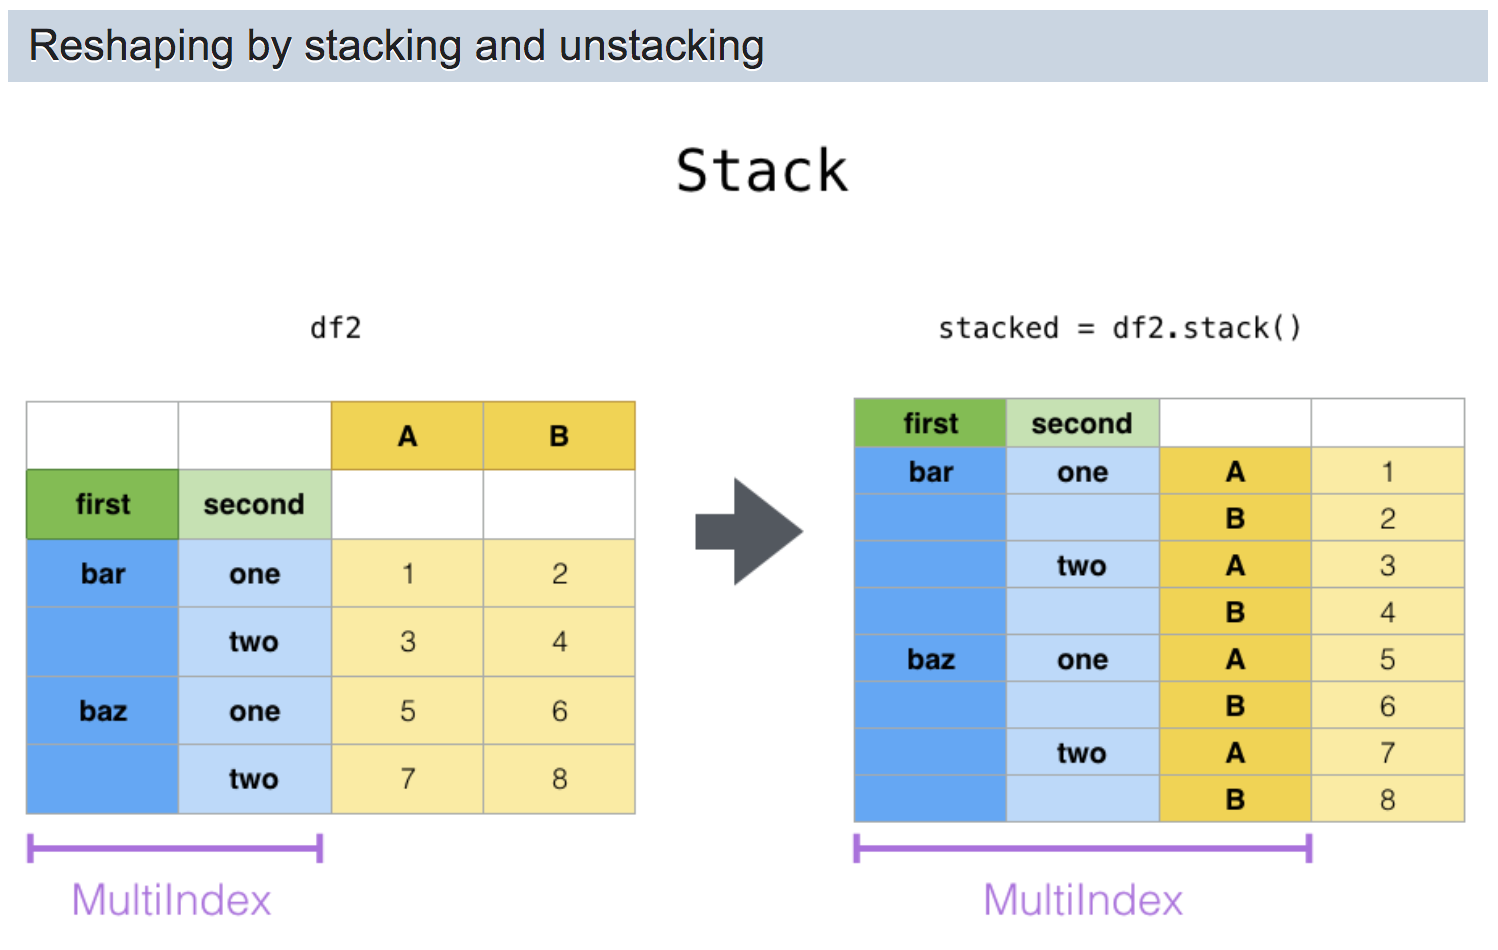 Reshaping by stacking and unstacking
Stack
df2
A B
first second
bar one 1 2
two 3 4
baz one 5 6
two 7 8
MultiIndex
stacked = df2.stack()
first second
bar one A 1
B 2
two A 3
B 4
baz one A 5
B 6
two A 7
B 8
MultiIndex